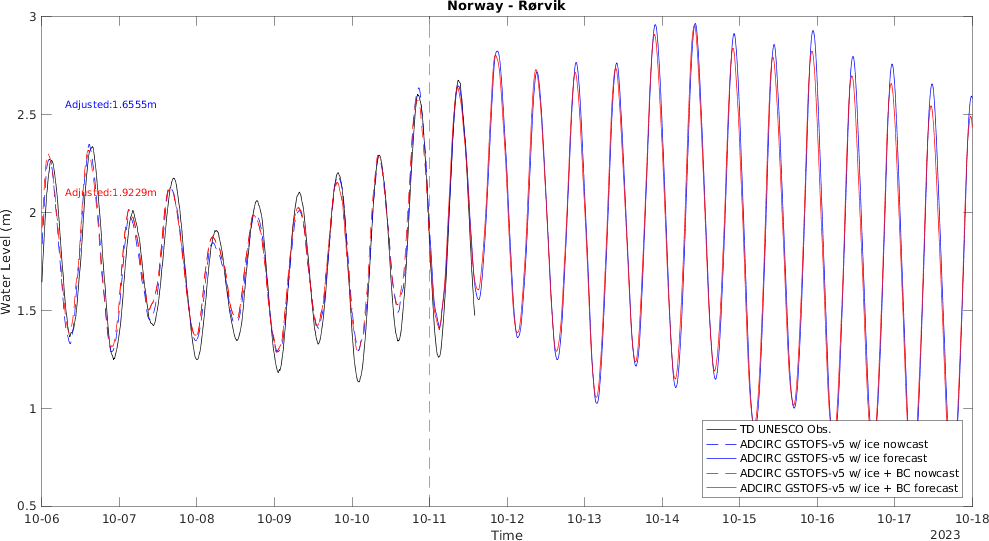 Norway - Rørvik
3
2.5
2
1.5
1
0.5
Water Level (m)
Adjusted:1.6555m
Adjusted:1.9229m
TD UNESCO Obs.
ADCIRC GSTOFS-v5 w/ ice nowcast
ADCIRC GSTOFS-v5 w/ ice forecast
ADCIRC GSTOFS-v5 w/ ice + BC nowcast
ADCIRC GSTOFS-v5 w/ ice + BC forecast
10-06 10-07 10-08 10-09 10-10 10-11 10-12 10-13 10-14 10-15 10-16 10-17 10-18
Time
2023